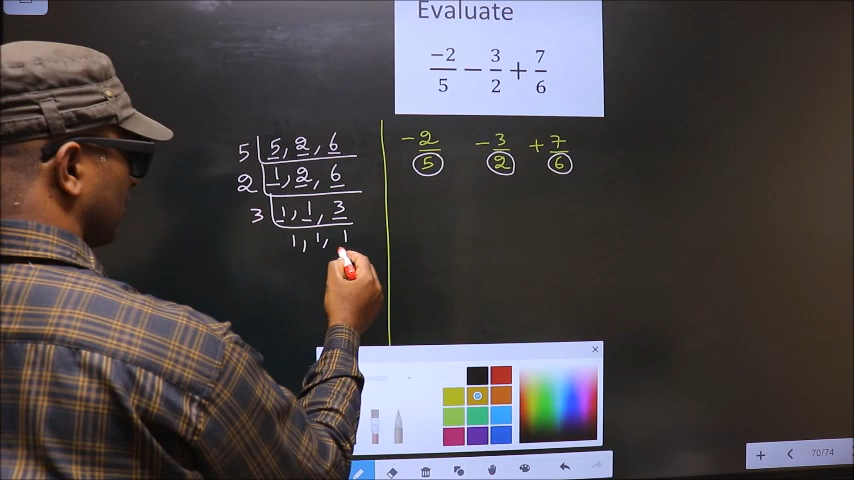 Evaluate
-2/5 - 3/2 + 7/6
5 | 5, 2, 6
2 | 1, 2, 6
3 | 1, 1, 3
1, 1, 1
-2/5 -3/2 +7/6
70/74